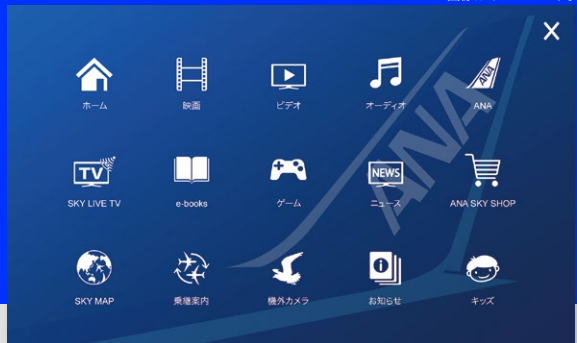 X
ホーム
映画
ビデオ
オーディオ
ANA
ANA
ANA
TV
SKY LIVE TV
e-books
ゲーム
NEWS
ニュース
ANA SKY SHOP
SKY MAP
乗継案内
機外カメラ
お知らせ
キッズ